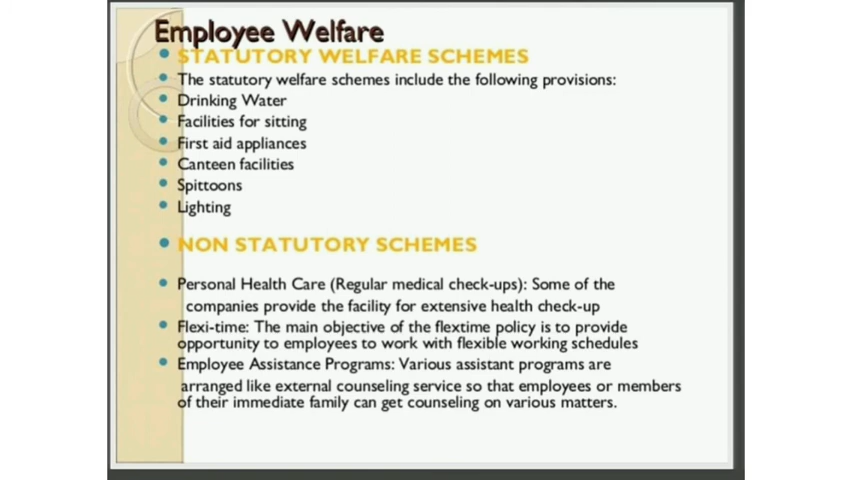 Employee Welfare
STATUTORY WELFARE SCHEMES
The statutory welfare schemes include the following provisions:
Drinking Water
Facilities for sitting
First aid appliances
Canteen facilities
Spittoons
Lighting
NON STATUTORY SCHEMES
Personal Health Care (Regular medical check-ups): Some of the
companies provide the facility for extensive health check-up
Flexi-time: The main objective of the flextime policy is to provide
opportunity to employees to work with flexible working schedules
Employee Assistance Programs: Various assistant programs are
arranged like external counseling service so that employees or members
of their immediate family can get counseling on various matters.